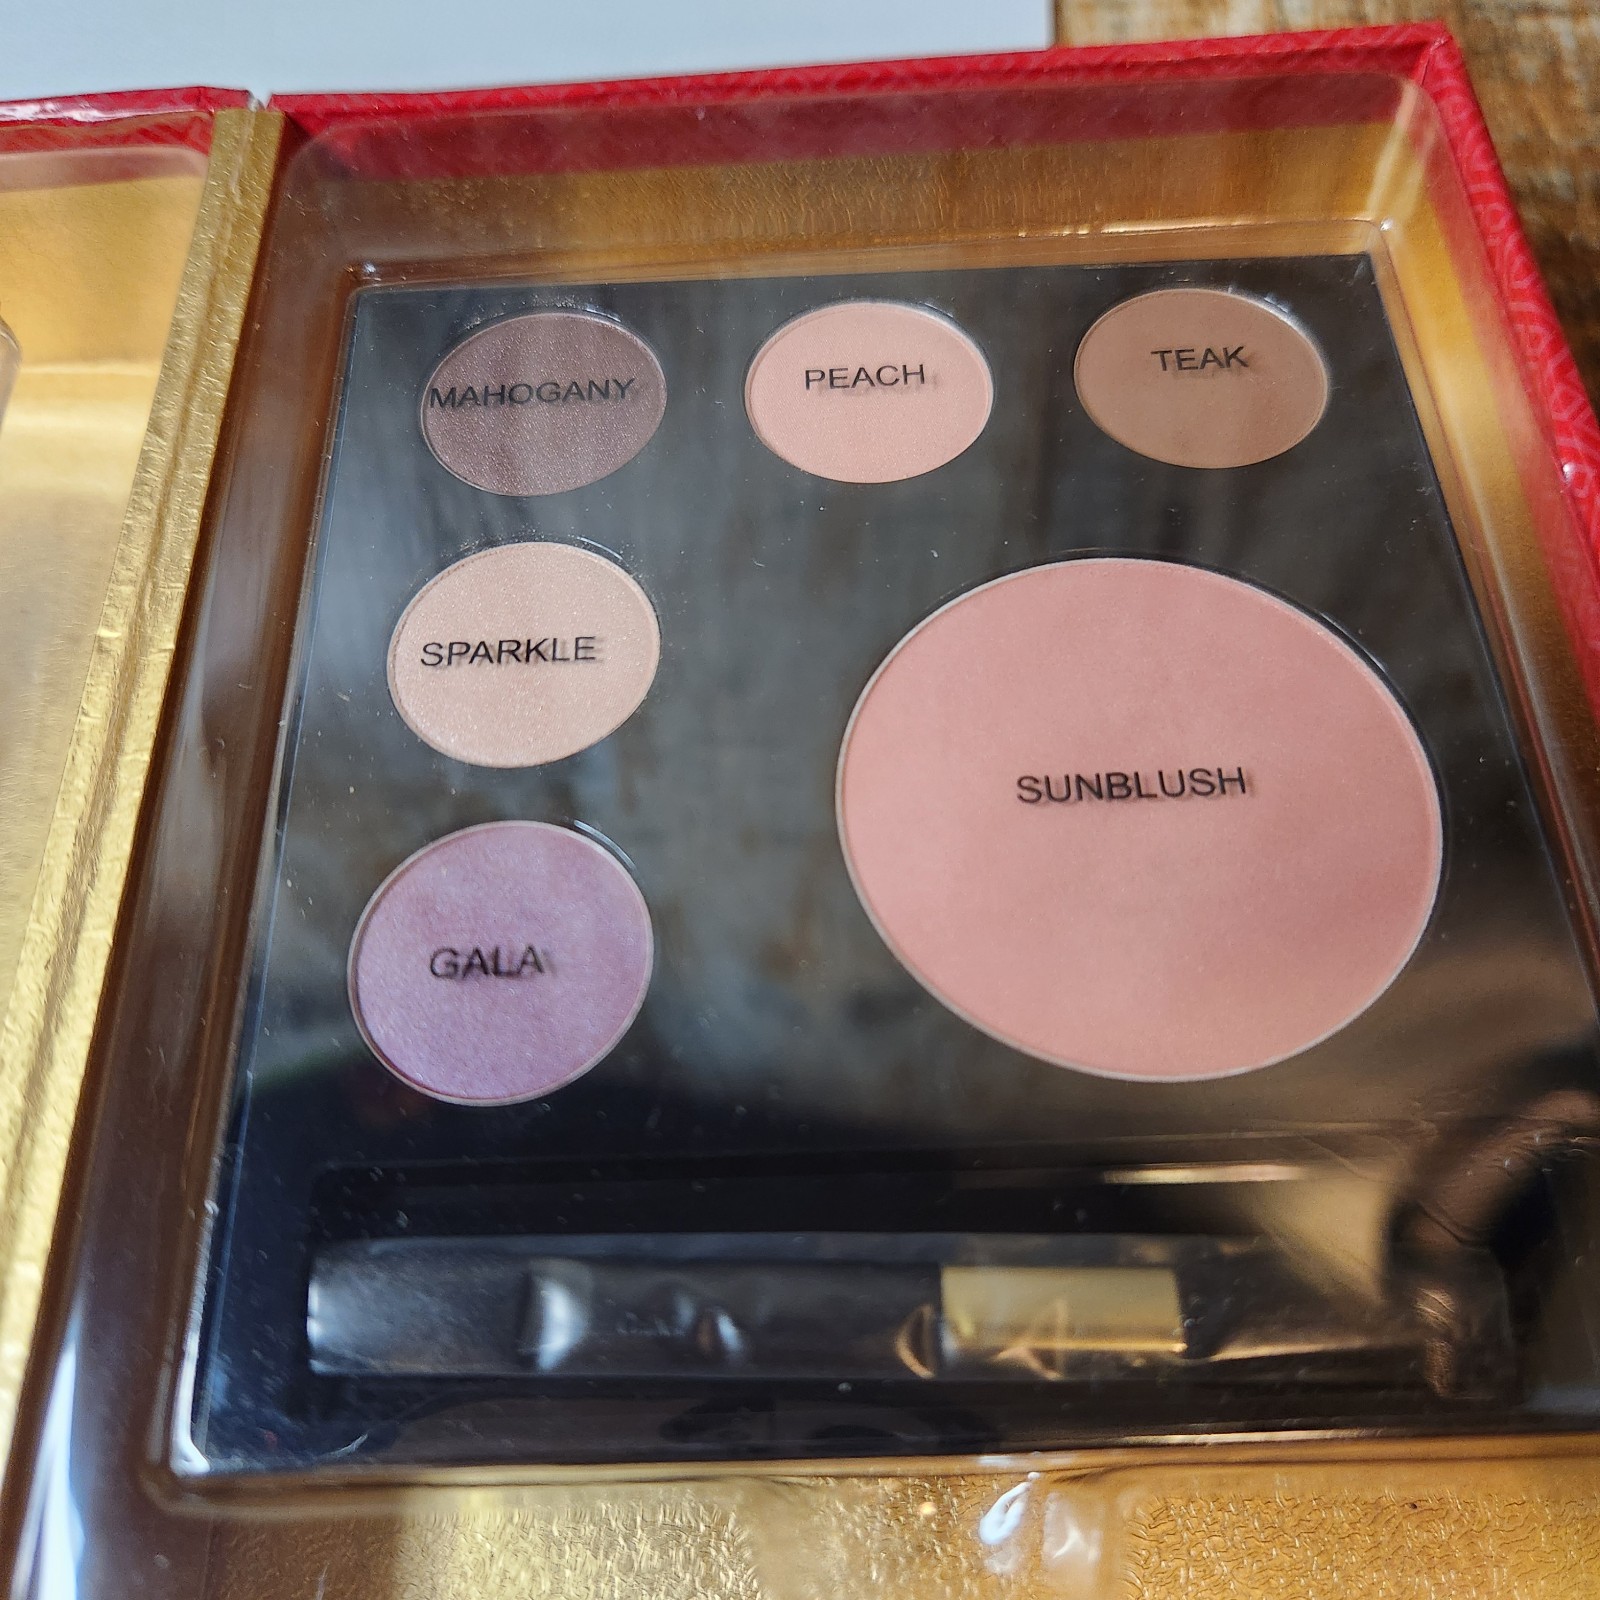 MAHOGANY
PEACH
TEAK
SPARKLE
SUNBLUSH
GALA